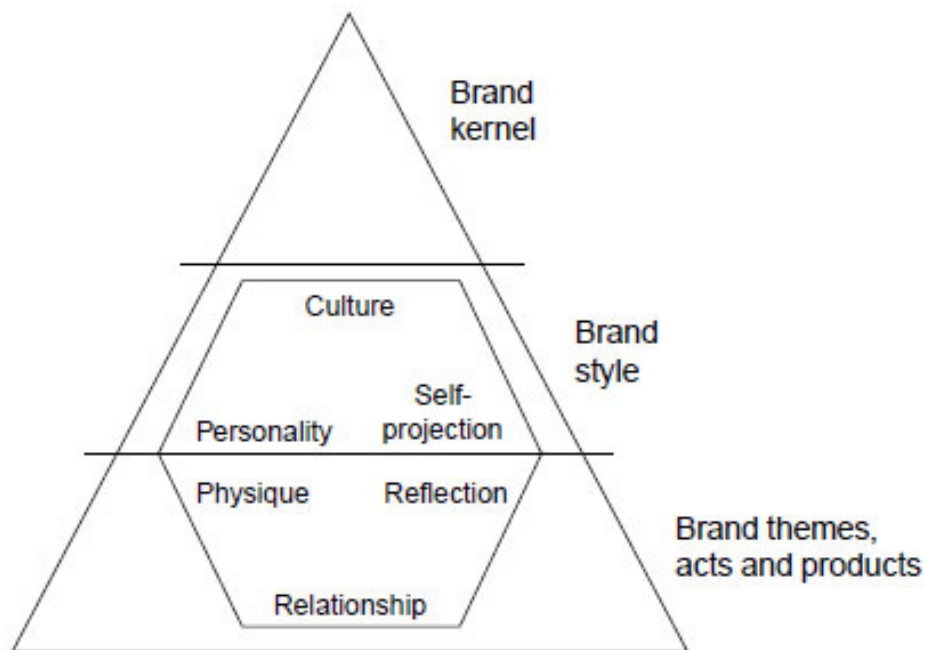 Brand
kernel
Culture
Brand
style
Self-
projection
Personality
Physique
Reflection
Brand themes,
acts and products
Relationship